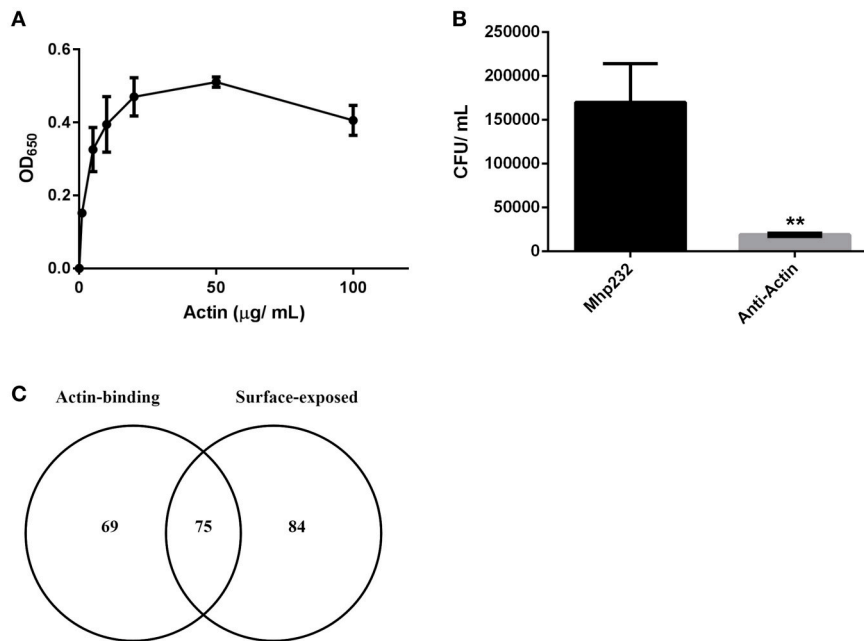 A
0.6
0.4
0.2
0.0
OD650
0
50
100
Actin (μg/ mL)
B
250000
200000
150000
100000
50000
0
CFU/ mL
**
Mhp232
Anti-Actin
C
Actin-binding
Surface-exposed
69
75
84